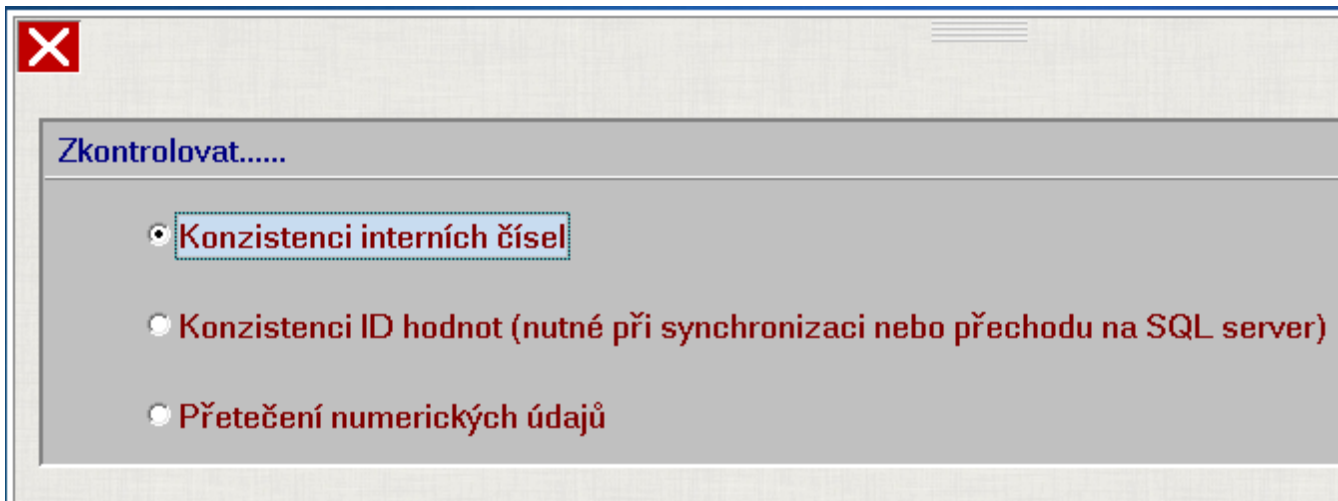 Zkontrolovat......
Konzistenci interních čísel
Konzistenci ID hodnot (nutné při synchronizaci nebo přechodu na SQL server)
Přetečení numerických údajů